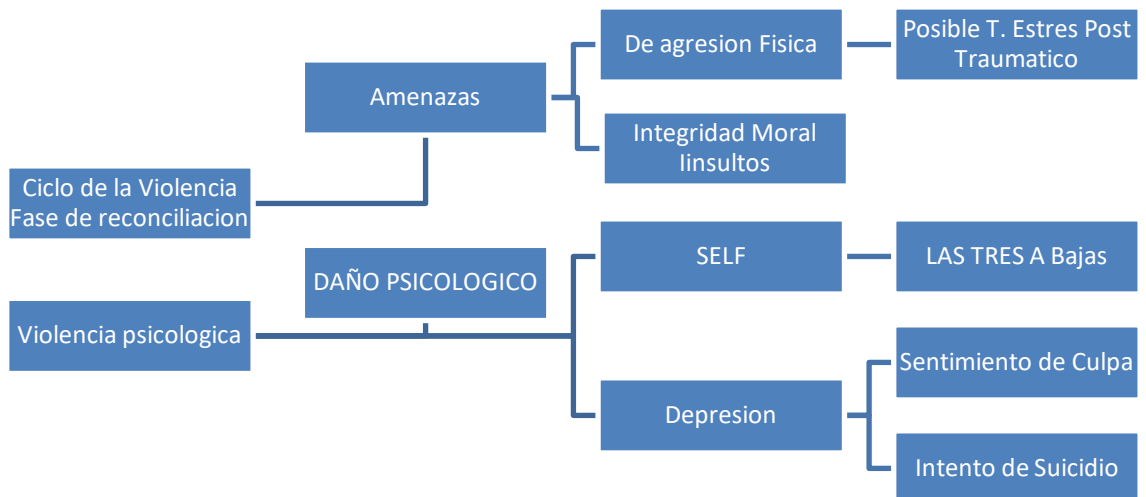 De agresion Fisica
Posible T. Estres Post
Traumatico
Amenazas
Integridad Moral
Iinsultos
Ciclo de la Violencia
Fase de reconciliacion
SELF
LAS TRES A Bajas
DAÑO PSICOLOGICO
Violencia psicologica
Sentimiento de Culpa
Depresion
Intento de Suicidio